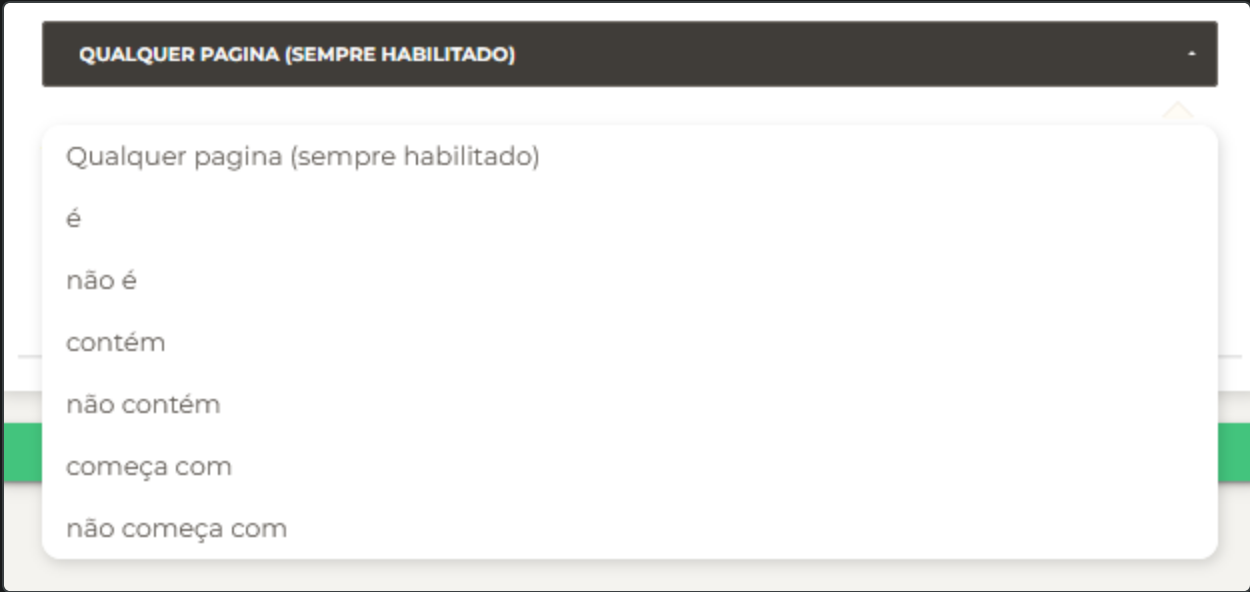 QUALQUER PAGINA (SEMPRE HABILITADO)
Qualquer pagina (sempre habilitado)
é
não é
contém
não contém
começa com
não começa com